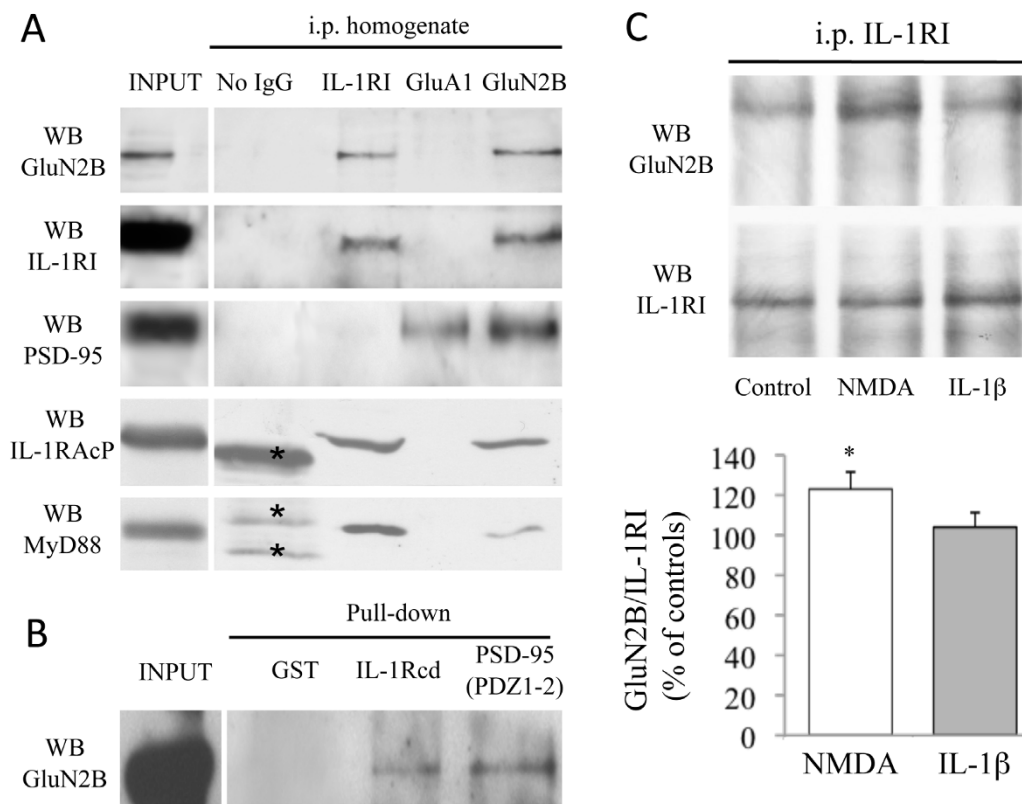 A
i.p. homogenate
INPUT No IgG IL-1RI GluA1 GluN2B
WB
GluN2B
WB
IL-1RI
WB
PSD-95
WB
IL-1RAcP
*
WB
MyD88
*
*
B
Pull-down
INPUT GST IL-1Rcd PSD-95
(PDZ1-2)
WB
GluN2B
C
i.p. IL-1RI
WB
GluN2B
WB
IL-1RI
Control NMDA IL-1β
GluN2B/IL-1RI
(% of controls)
140
120
100
80
60
40
20
0
*
NMDA IL-1β